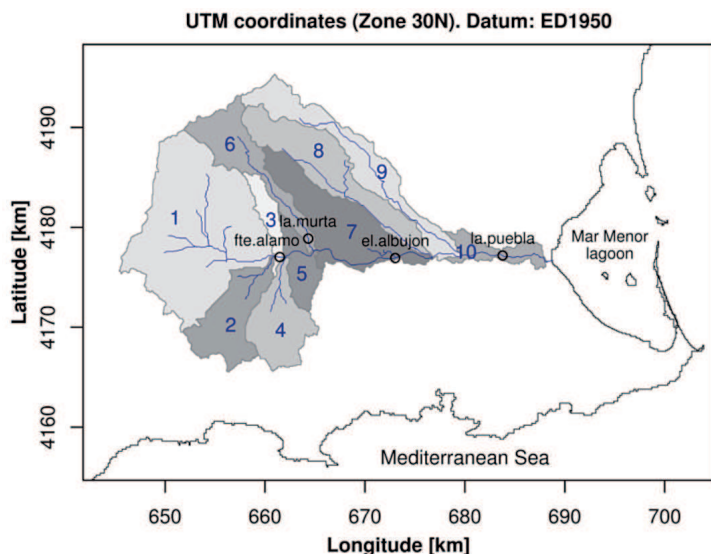 UTM coordinates (Zone 30N). Datum: ED1950
Latitude [km]
4190
4180
4170
4160
6
8
9
1
3
la.murta
fte.alamo
7
el.albujon
la.puebla
10
5
2
4
Mar Menor
lagoon
Mediterranean Sea
650
660
670
680
690
700
Longitude [km]